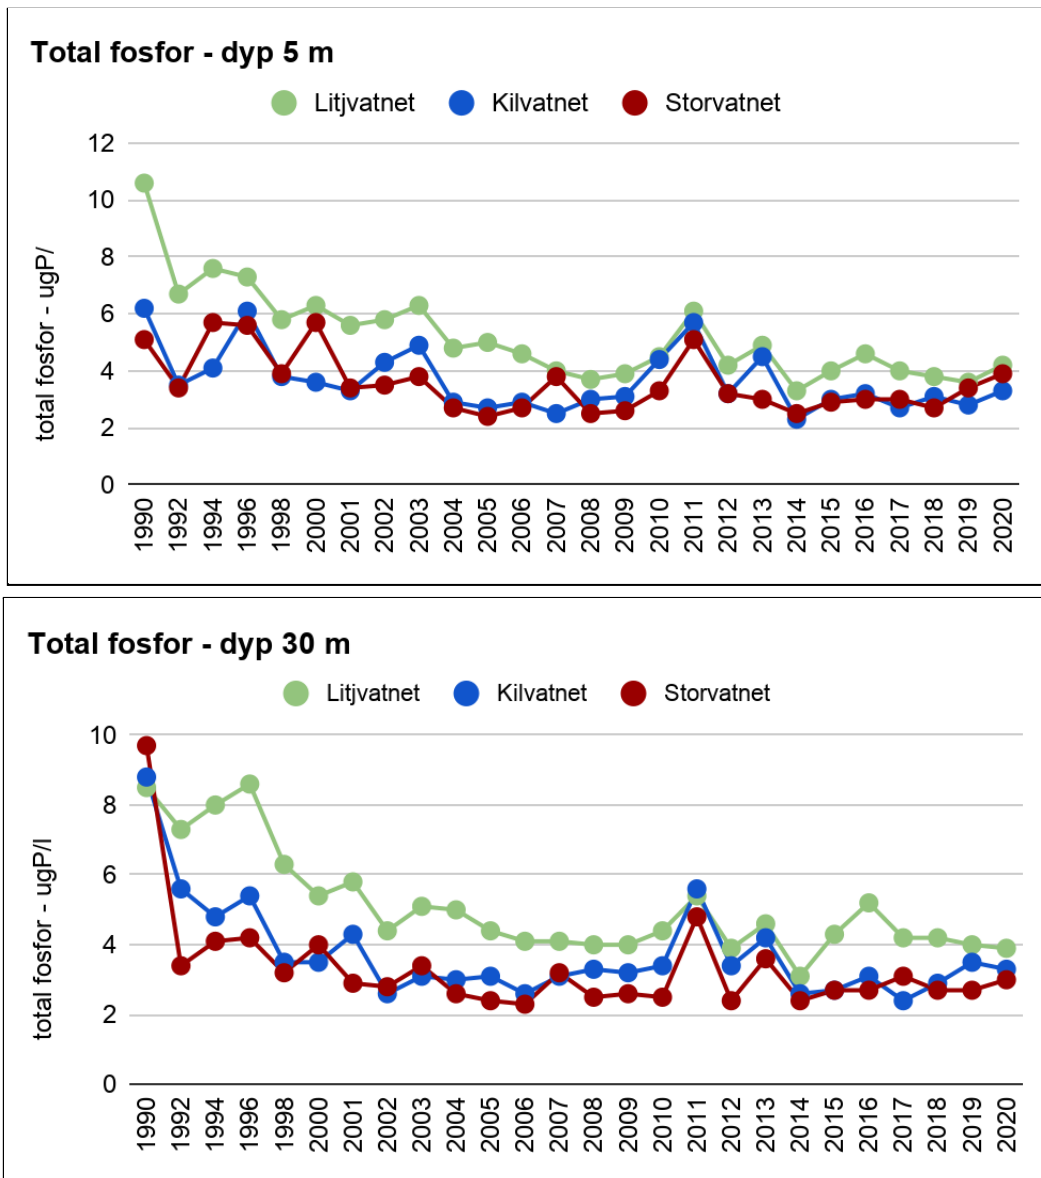 Total fosfor - dyp 5 m
Litjvatnet Kilvatnet Storvatnet
total fosfor - ugP/
12
10
8
6
4
2
0
1990 1992 1994 1996 1998 2000 2001 2002 2003 2004 2005 2006 2007 2008 2009 2010 2011 2012 2013 2014 2015 2016 2017 2018 2019 2020
Total fosfor - dyp 30 m
Litjvatnet Kilvatnet Storvatnet
total fosfor - ugP/l
10
8
6
4
2
0
1990 1992 1994 1996 1998 2000 2001 2002 2003 2004 2005 2006 2007 2008 2009 2010 2011 2012 2013 2014 2015 2016 2017 2018 2019 2020